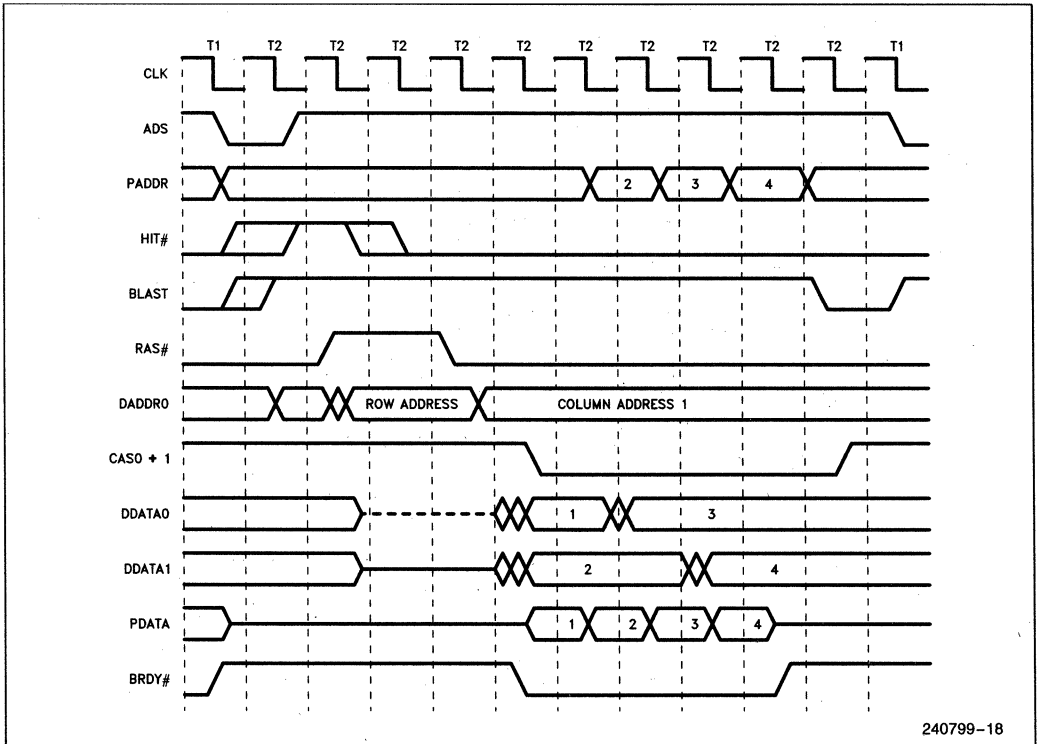 T1 T2 T2 T2 T2 T2 T2 T2 T2 T2 T2 T1
CLK
ADS
PADDR 2 3 4
HIT#
BLAST
RAS#
DADDR0 ROW ADDRESS COLUMN ADDRESS 1
CAS0 + 1
DDATA0 1 3
DDATA1 2 4
PDATA 1 2 3 4
BRDY#
240799-18